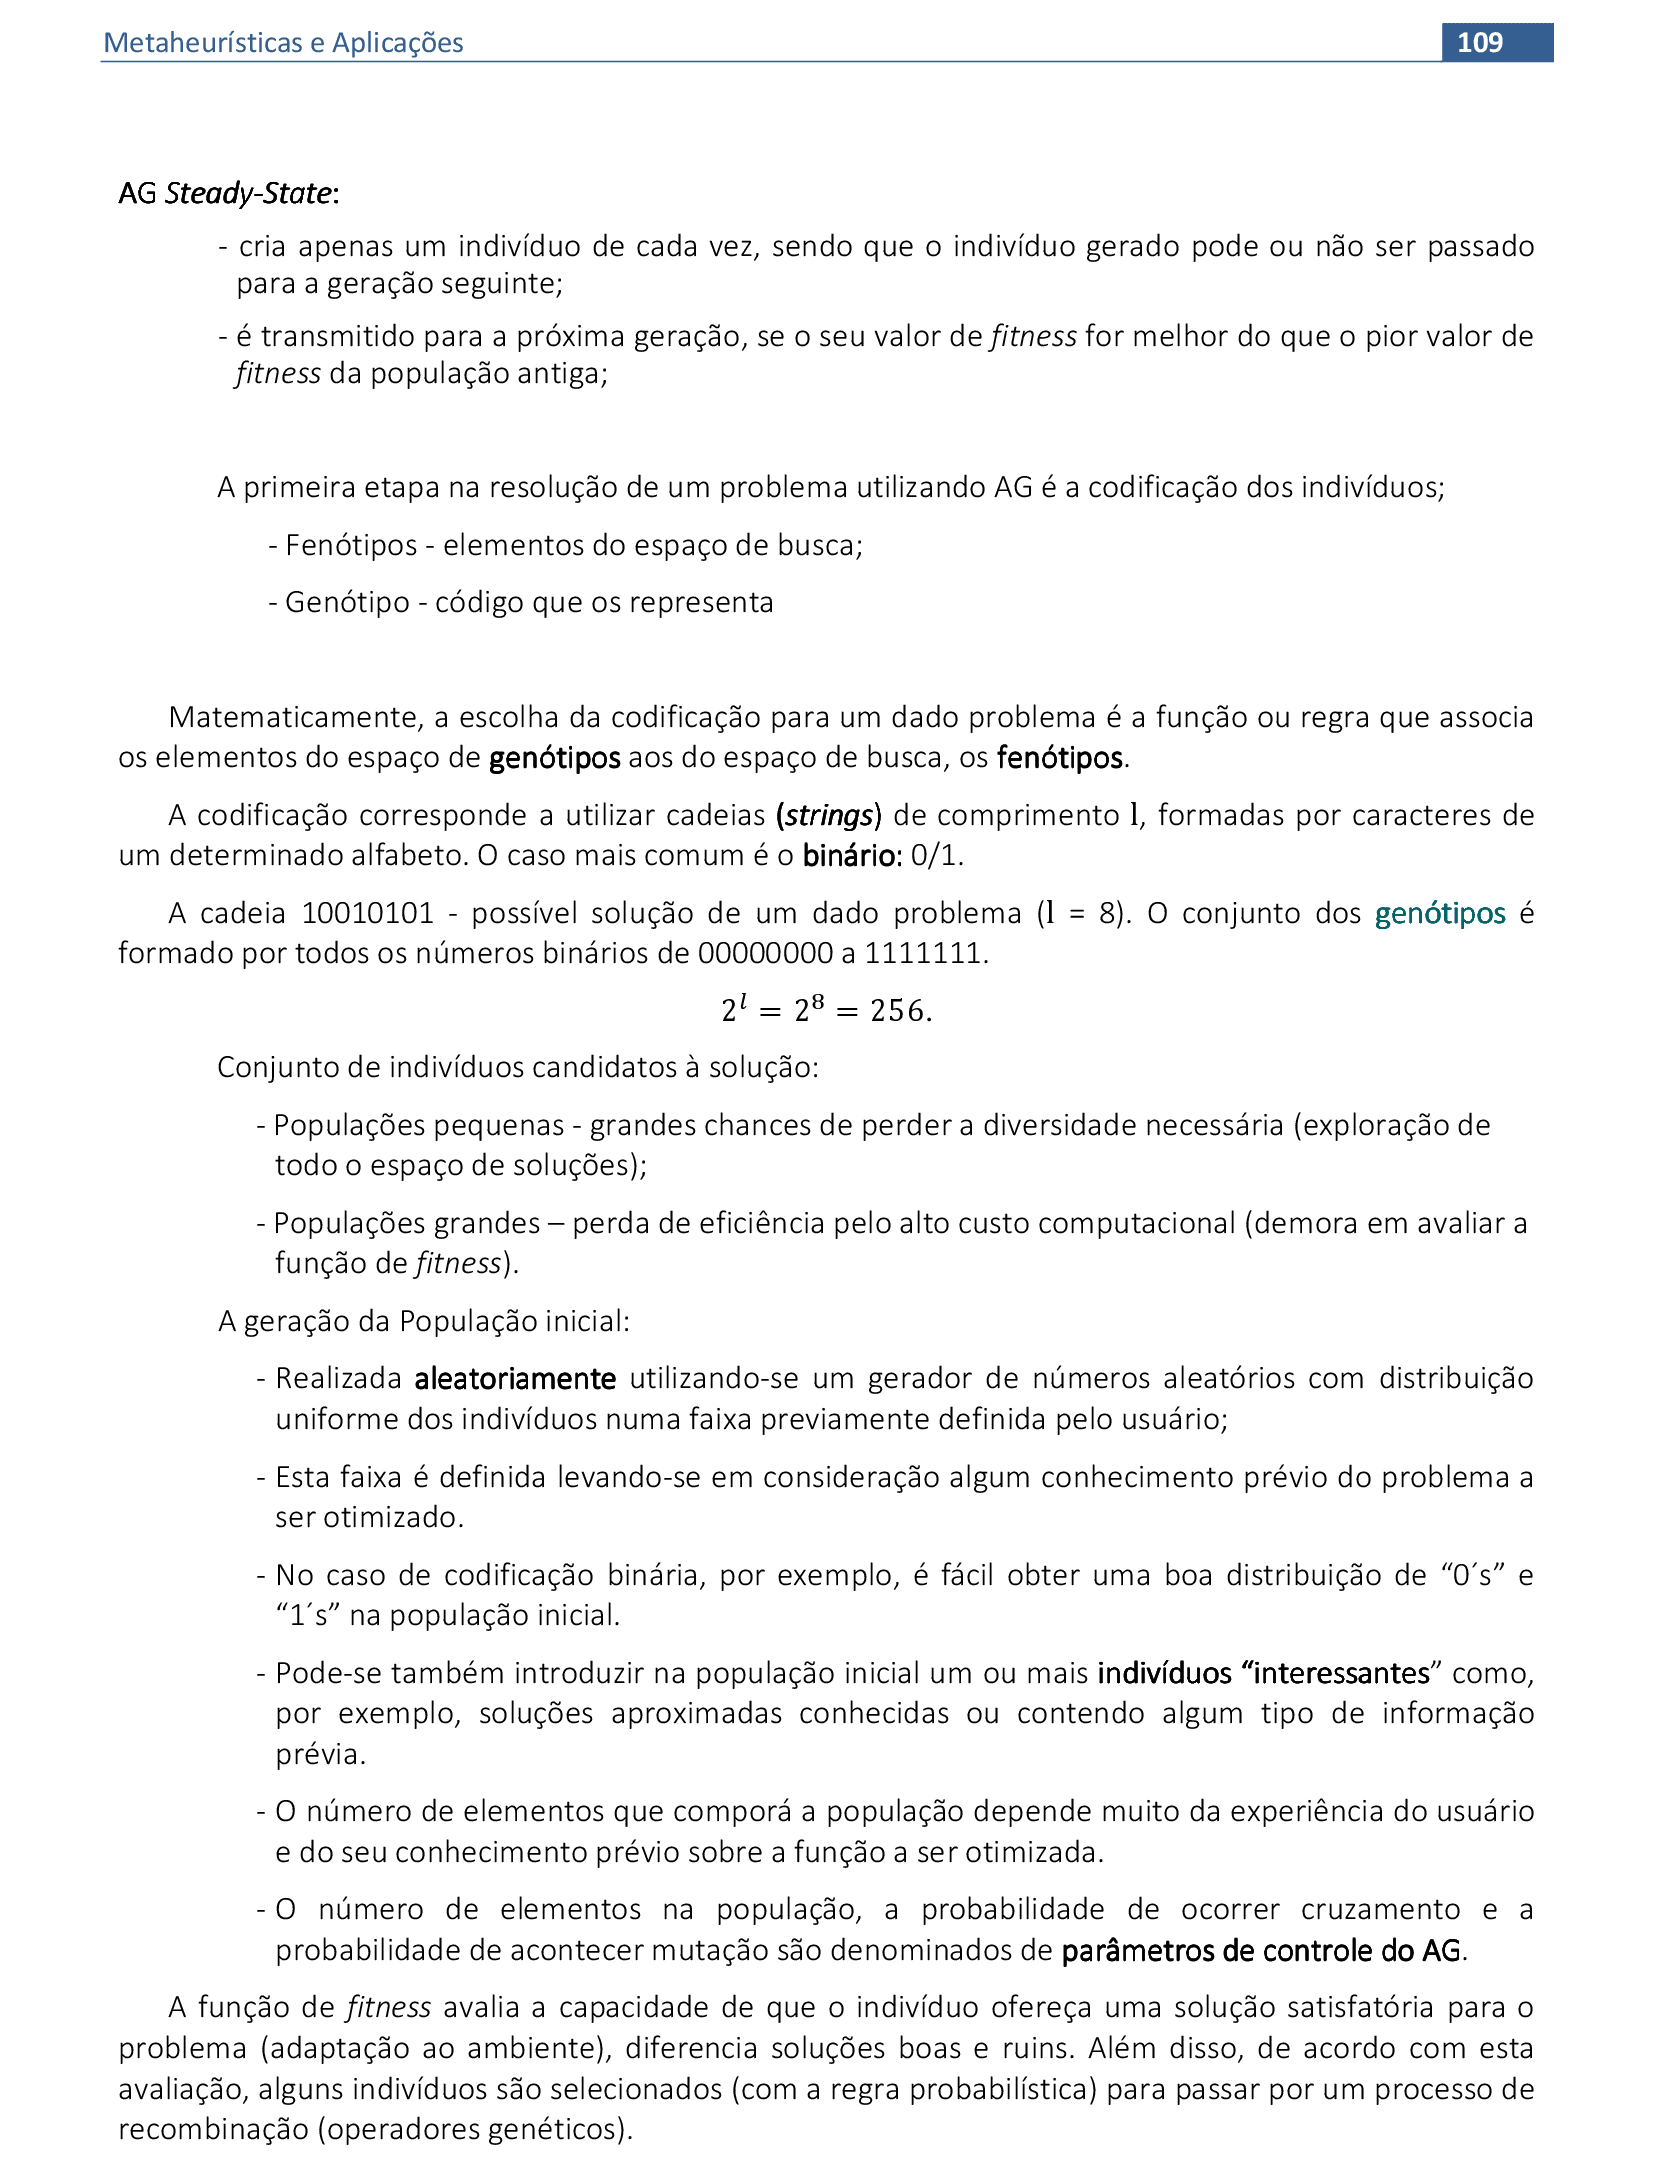 Metaheurísticas e Aplicações 109
AG Steady-State:
- cria apenas um indivíduo de cada vez, sendo que o indivíduo gerado pode ou não ser passado
para a geração seguinte;
- é transmitido para a próxima geração, se o seu valor de fitness for melhor do que o pior valor de
fitness da população antiga;
A primeira etapa na resolução de um problema utilizando AG é a codificação dos indivíduos;
- Fenótipos - elementos do espaço de busca;
- Genótipo - código que os representa
Matematicamente, a escolha da codificação para um dado problema é a função ou regra que associa
os elementos do espaço de genótipos aos do espaço de busca, os fenótipos.
A codificação corresponde a utilizar cadeias (strings) de comprimento l, formadas por caracteres de
um determinado alfabeto. O caso mais comum é o binário: 0/1.
A cadeia 10010101 - possível solução de um dado problema (l = 8). O conjunto dos genótipos é
formado por todos os números binários de 00000000 a 1111111.
2^l = 2^8 = 256.
Conjunto de indivíduos candidatos à solução:
- Populações pequenas - grandes chances de perder a diversidade necessária (exploração de
todo o espaço de soluções);
- Populações grandes – perda de eficiência pelo alto custo computacional (demora em avaliar a
função de fitness).
A geração da População inicial:
- Realizada aleatoriamente utilizando-se um gerador de números aleatórios com distribuição
uniforme dos indivíduos numa faixa previamente definida pelo usuário;
- Esta faixa é definida levando-se em consideração algum conhecimento prévio do problema a
ser otimizado.
- No caso de codificação binária, por exemplo, é fácil obter uma boa distribuição de “0´s” e
“1´s” na população inicial.
- Pode-se também introduzir na população inicial um ou mais indivíduos “interessantes” como,
por exemplo, soluções aproximadas conhecidas ou contendo algum tipo de informação
prévia.
- O número de elementos que comporá a população depende muito da experiência do usuário
e do seu conhecimento prévio sobre a função a ser otimizada.
- O número de elementos na população, a probabilidade de ocorrer cruzamento e a
probabilidade de acontecer mutação são denominados de parâmetros de controle do AG.
A função de fitness avalia a capacidade de que o indivíduo ofereça uma solução satisfatória para o
problema (adaptação ao ambiente), diferencia soluções boas e ruins. Além disso, de acordo com esta
avaliação, alguns indivíduos são selecionados (com a regra probabilística) para passar por um processo de
recombinação (operadores genéticos).